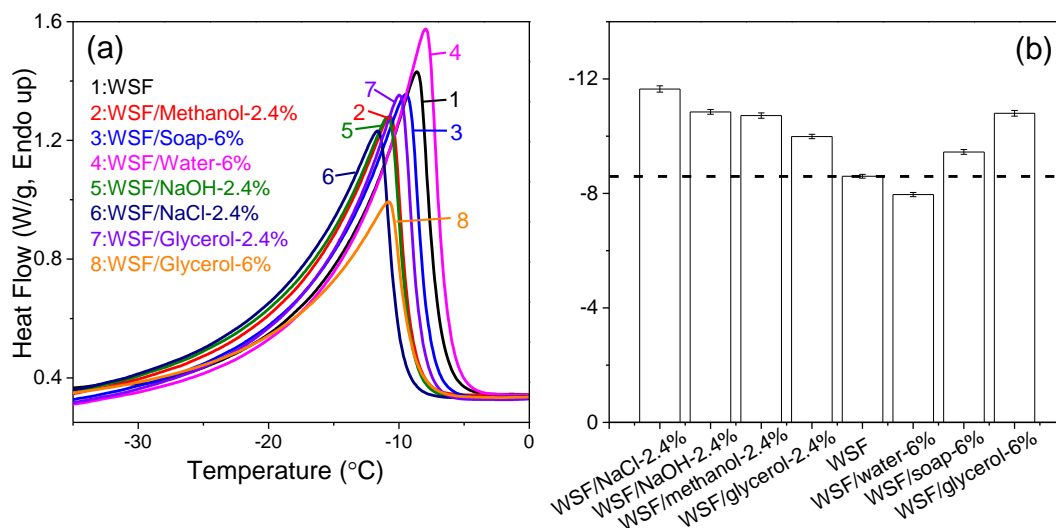 (a)
1:WSF
2:WSF/Methanol-2.4%
3:WSF/Soap-6%
4:WSF/Water-6%
5:WSF/NaOH-2.4%
6:WSF/NaCl-2.4%
7:WSF/Glycerol-2.4%
8:WSF/Glycerol-6%
4
7
1
2
5
3
6
8
Heat Flow (W/g, Endo up)
1.6
1.2
0.8
0.4
-30
-20
-10
0
Temperature (°C)
(b)
-12
-8
-4
0
WSF/NaCl-2.4%
WSF/NaOH-2.4%
WSF/methanol-2.4%
WSF/glycerol-2.4%
WSF
WSF/water-6%
WSF/soap-6%
WSF/glycerol-6%